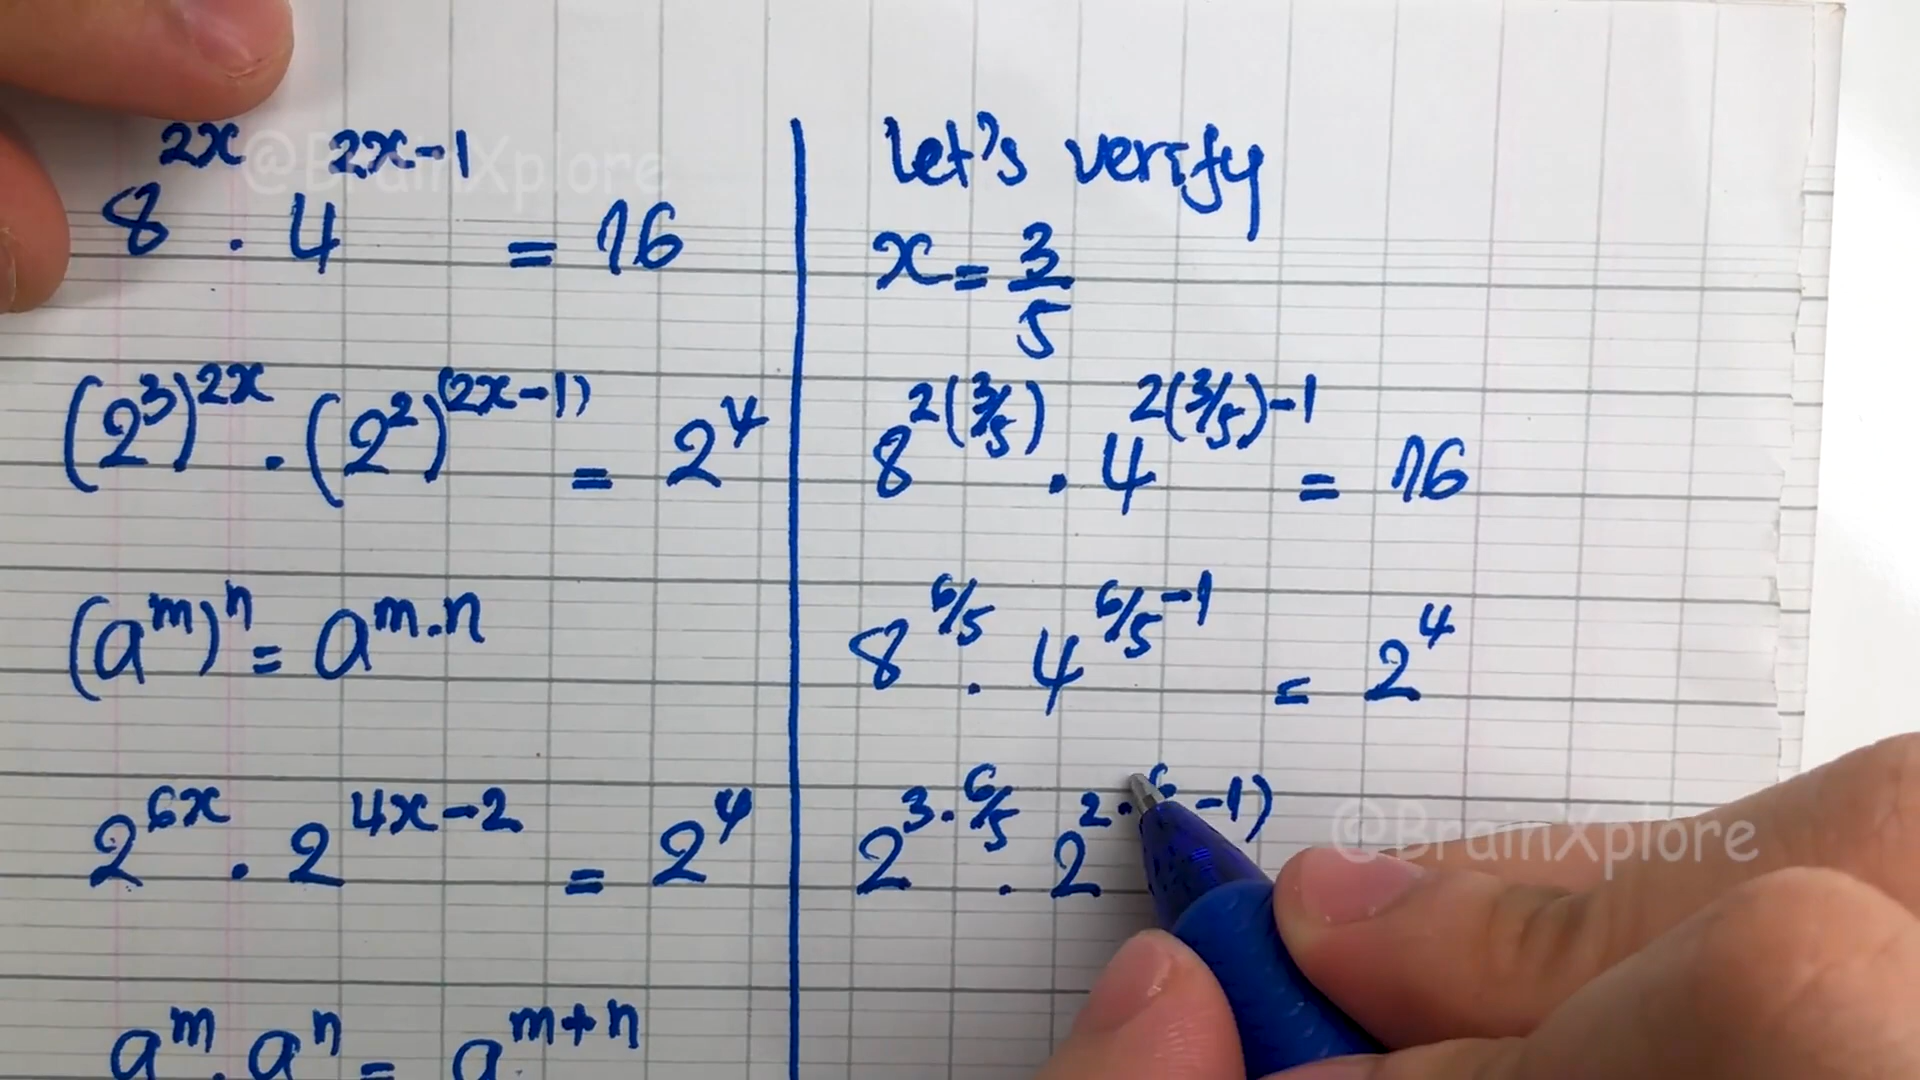 8^{2x} · 4^{2x-1} = 16
(2^3)^{2x} · (2^2)^{(2x-1)} = 2^4
(a^m)^n = a^{m·n}
2^{6x} · 2^{4x-2} = 2^4
a^m · a^n = a^{m+n}
let's verify
x = 3/5
8^{2(3/5)} · 4^{2(3/5)-1} = 16
8^{6/5} · 4^{6/5-1} = 2^4
2^{3·6/5} · 2^{2·6 -1)}
@BrainXplore
@BrainXplore